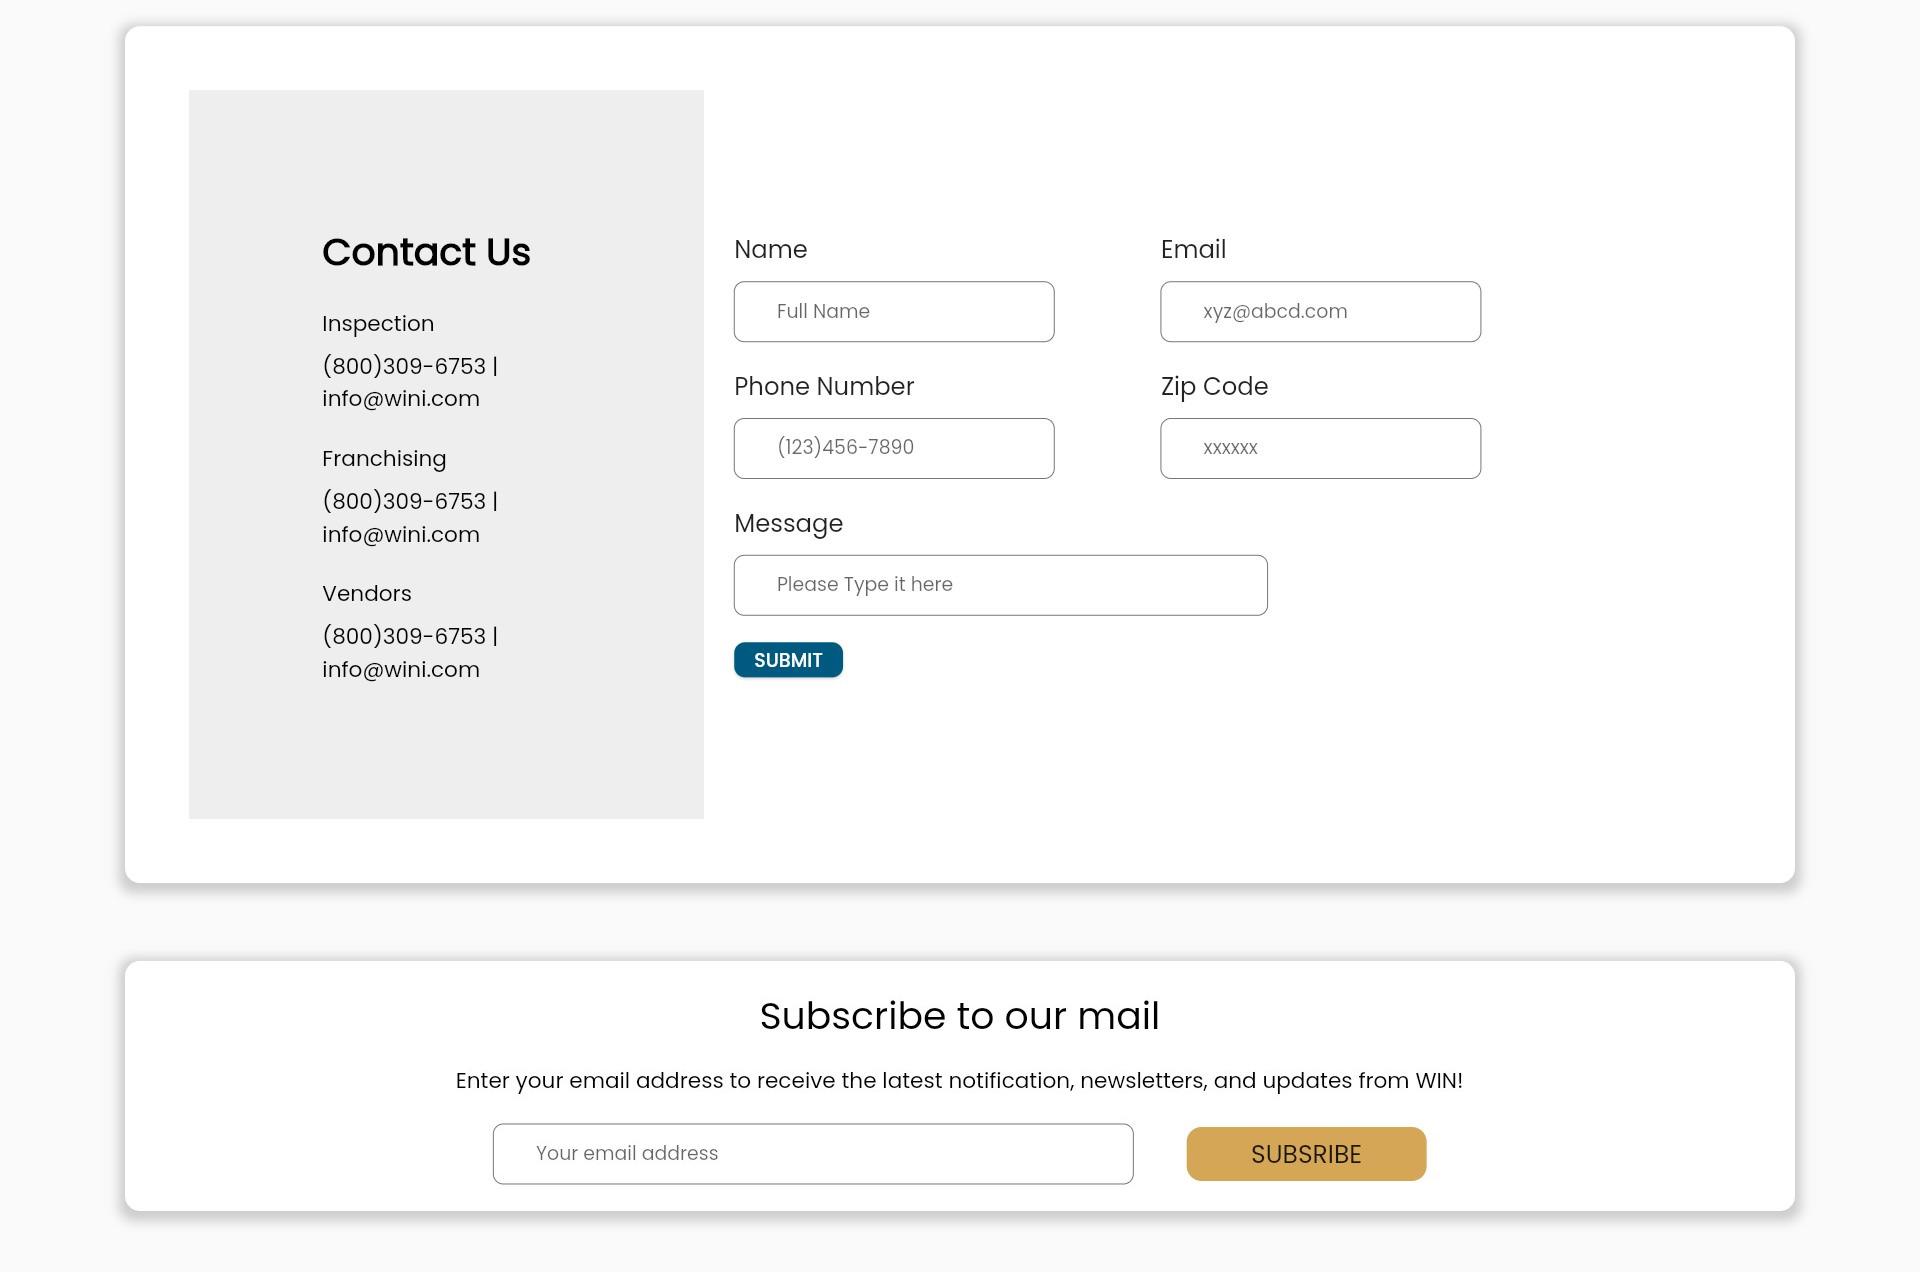 Contact Us
Inspection
(800)309-6753 |
info@wini.com
Franchising
(800)309-6753 |
info@wini.com
Vendors
(800)309-6753 |
info@wini.com
Name
Full Name
Email
xyz@abcd.com
Phone Number
(123)456-7890
Zip Code
xxxxxx
Message
Please Type it here
SUBMIT
Subscribe to our mail
Enter your email address to receive the latest notification, newsletters, and updates from WIN!
Your email address
SUBSRIBE